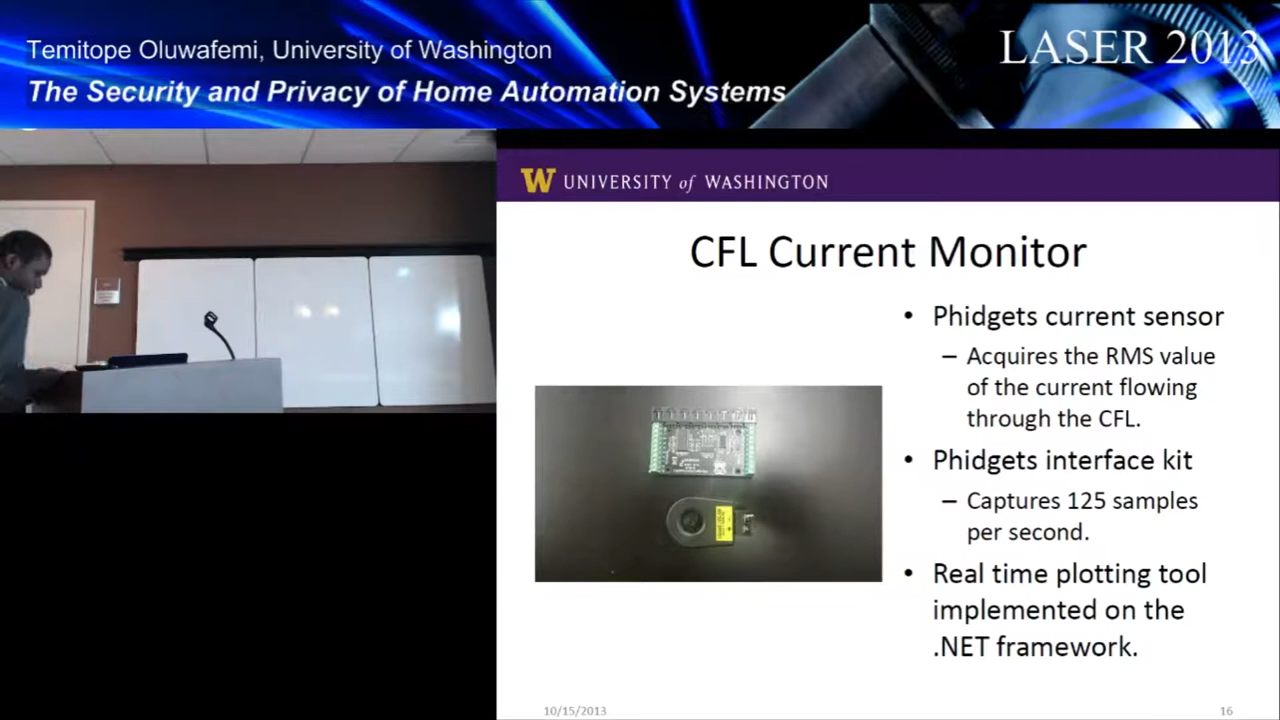 Temitope Oluwafemi, University of Washington
The Security and Privacy of Home Automation Systems
LASER 2013
W UNIVERSITY of WASHINGTON
CFL Current Monitor
• Phidgets current sensor
– Acquires the RMS value
of the current flowing
through the CFL.
• Phidgets interface kit
– Captures 125 samples
per second.
• Real time plotting tool
implemented on the
.NET framework.
10/15/2013
16